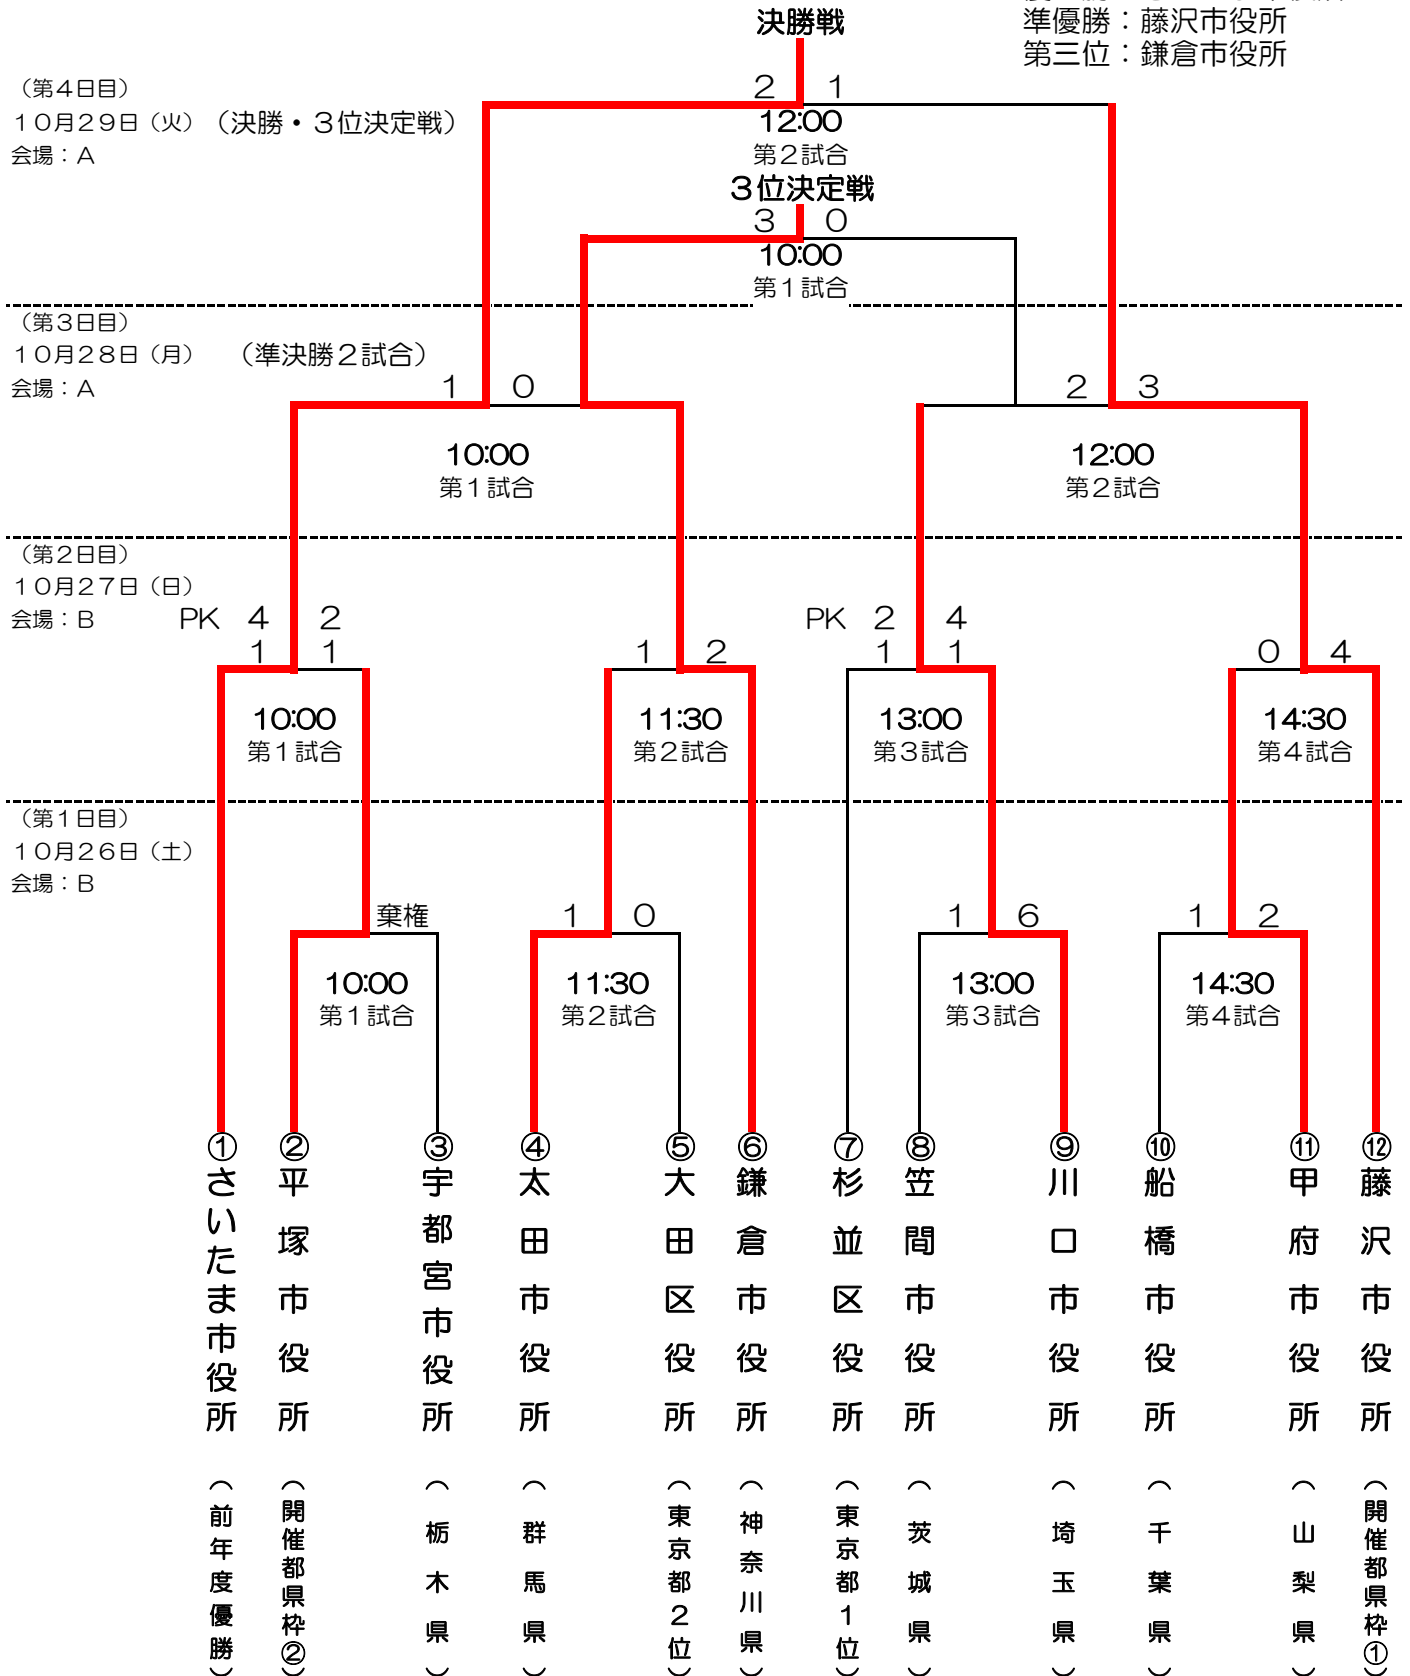 決勝戦
準優勝：藤沢市役所
第三位：鎌倉市役所
（第４日目）
２ １
１０月２９日（火）（決勝・３位決定戦）
12:00
会場：Ａ
第２試合
３位決定戦
３ ０
10:00
第１試合
（第３日目）
１０月２８日（月） （準決勝２試合）
会場：Ａ
１ ０ ２ ３
10:00 12:00
第１試合 第２試合
（第２日目）
１０月２７日（日）
会場：Ｂ PK ４ ２ PK ２ ４
１ １ １ ２ １ １ ０ ４
10:00 11:30 13:00 14:30
第１試合 第２試合 第３試合 第４試合
（第１日目）
１０月２６日（土）
会場：Ｂ
棄権 １ ０ １ ６ １ ２
10:00 11:30 13:00 14:30
第１試合 第２試合 第３試合 第４試合
①さいたま市役所（前年度優勝）
②平塚市役所（開催都県枠②）
③宇都宮市役所（栃木県）
④太田市役所（群馬県）
⑤大田区役所（東京都２位）
⑥鎌倉市役所（神奈川県）
⑦杉並区役所（東京都１位）
⑧笠間市役所（茨城県）
⑨川口市役所（埼玉県）
⑩船橋市役所（千葉県）
⑪甲府市役所（山梨県）
⑫藤沢市役所（開催都県枠①）